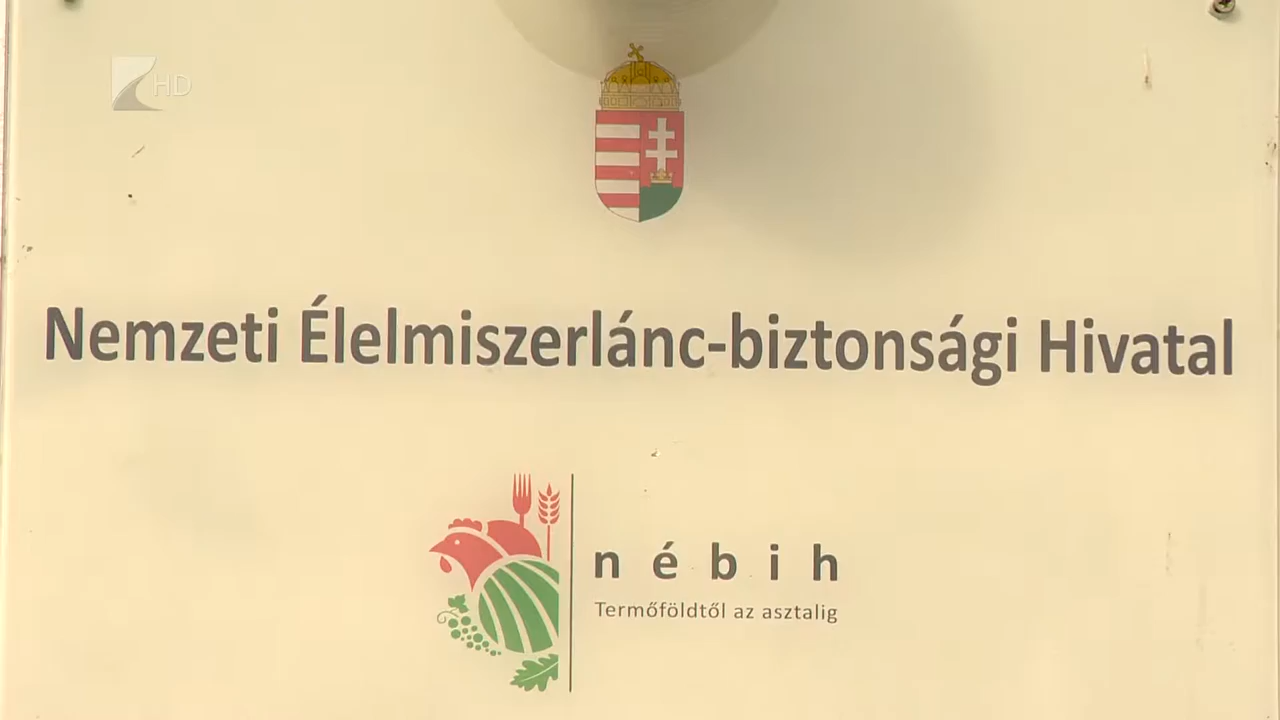 HD
Nemzeti Élelmiszerlánc-biztonsági Hivatal
nébih
Termőföldtől az asztalig